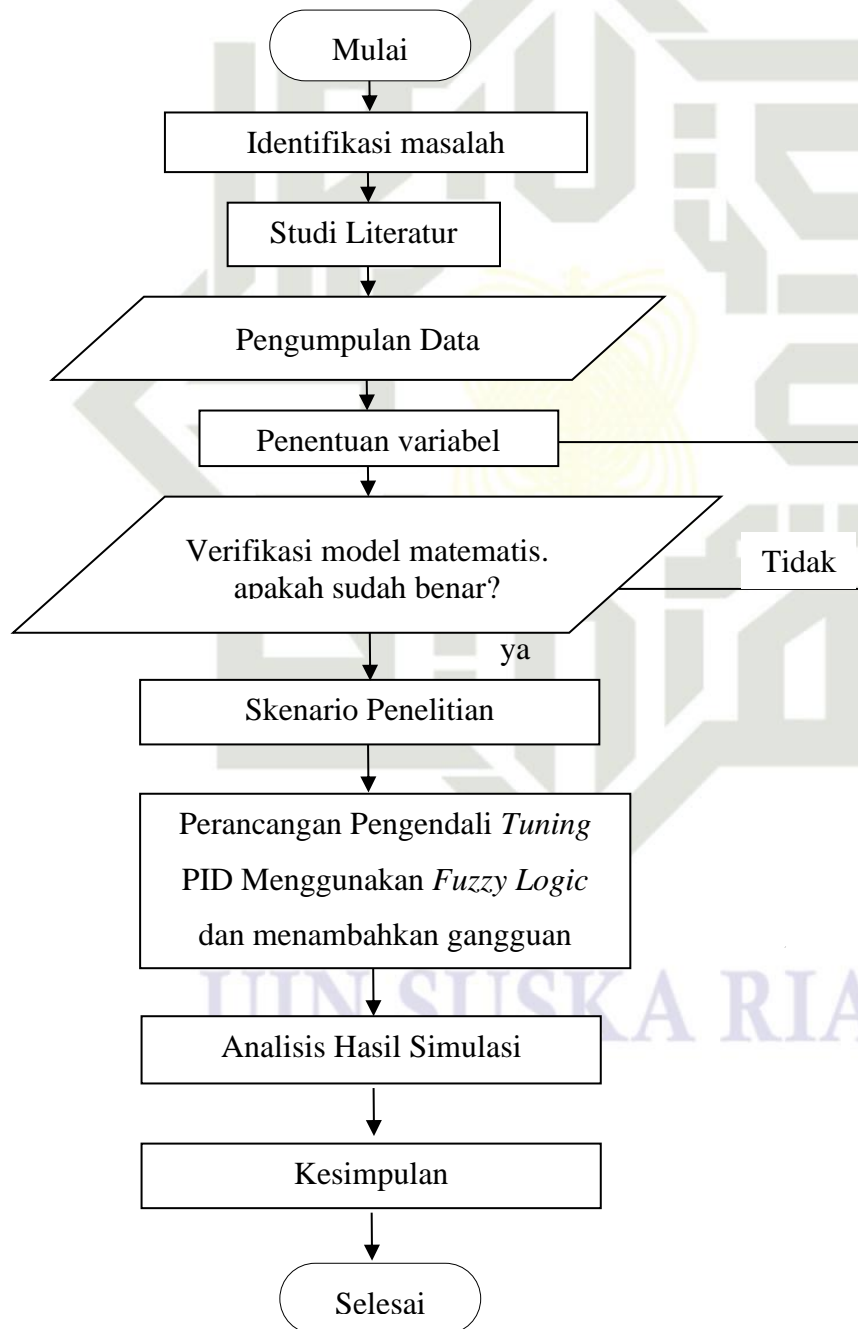 Mulai
Identifikasi masalah
Studi Literatur
Pengumpulan Data
Penentuan variabel
Verifikasi model matematis.
apakah sudah benar?
Tidak
ya
Skenario Penelitian
Perancangan Pengendali Tuning
PID Menggunakan Fuzzy Logic
dan menambahkan gangguan
UIN SUSKA RIA
Analisis Hasil Simulasi
Kesimpulan
Selesai